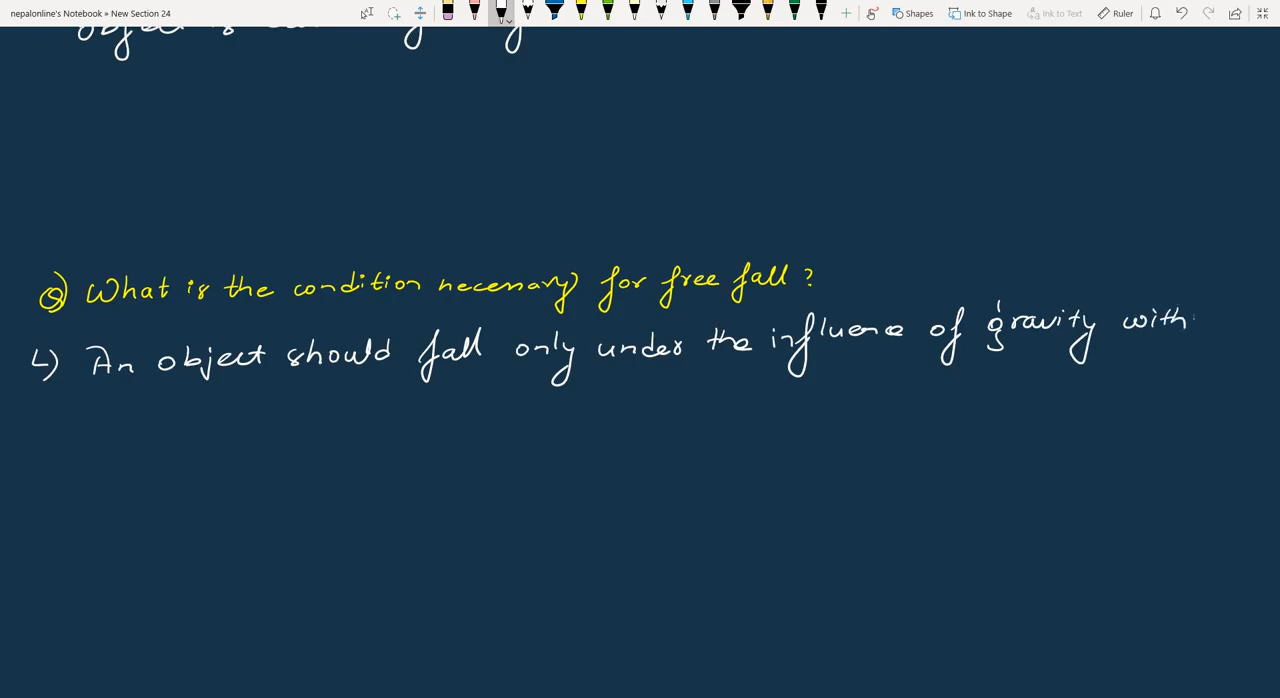 nepalonline's Notebook » New Section 24
Shapes Ink to Shape Ink to Text Ruler
Q) What is the condition necessary for free fall ?
↳) An object should fall only under the influence of gravity with